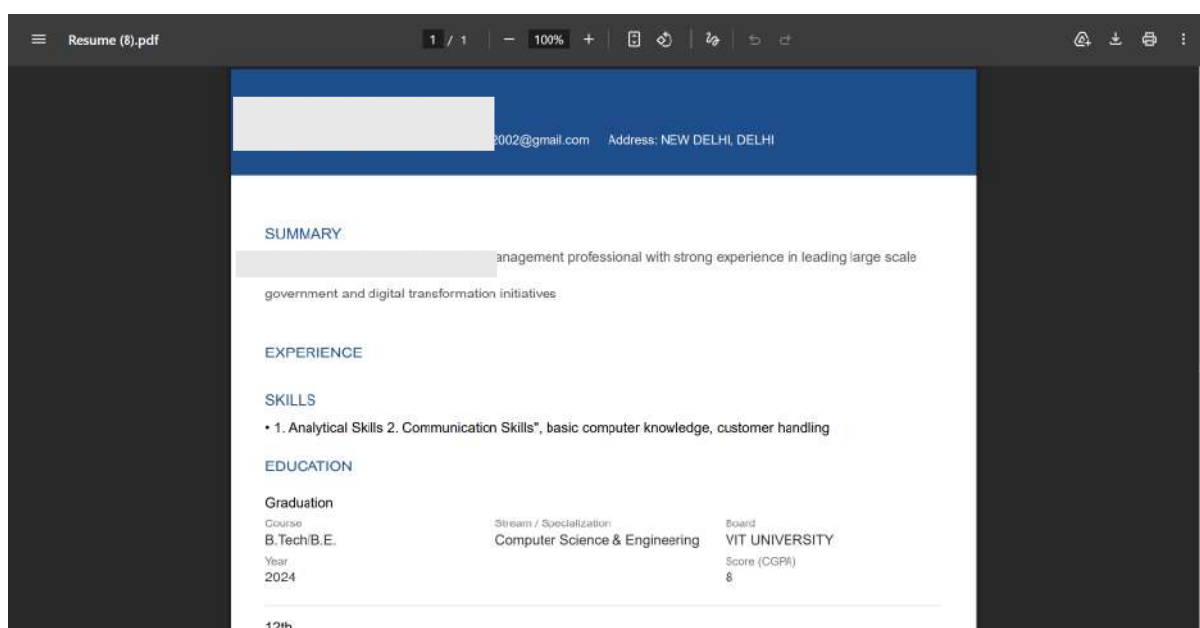 Resume (8).pdf
1 / 1
100%
2002@gmail.com Address: NEW DELHI, DELHI
SUMMARY
anagement professional with strong experience in leading large scale
government and digital transformation initiatives
EXPERIENCE
SKILLS
• 1. Analytical Skills 2. Communication Skills", basic computer knowledge, customer handling
EDUCATION
Graduation
Course Stream / Specialization Board
B.Tech/B.E. Computer Science & Engineering VIT UNIVERSITY
Year Score (CGPA)
2024 8
12th